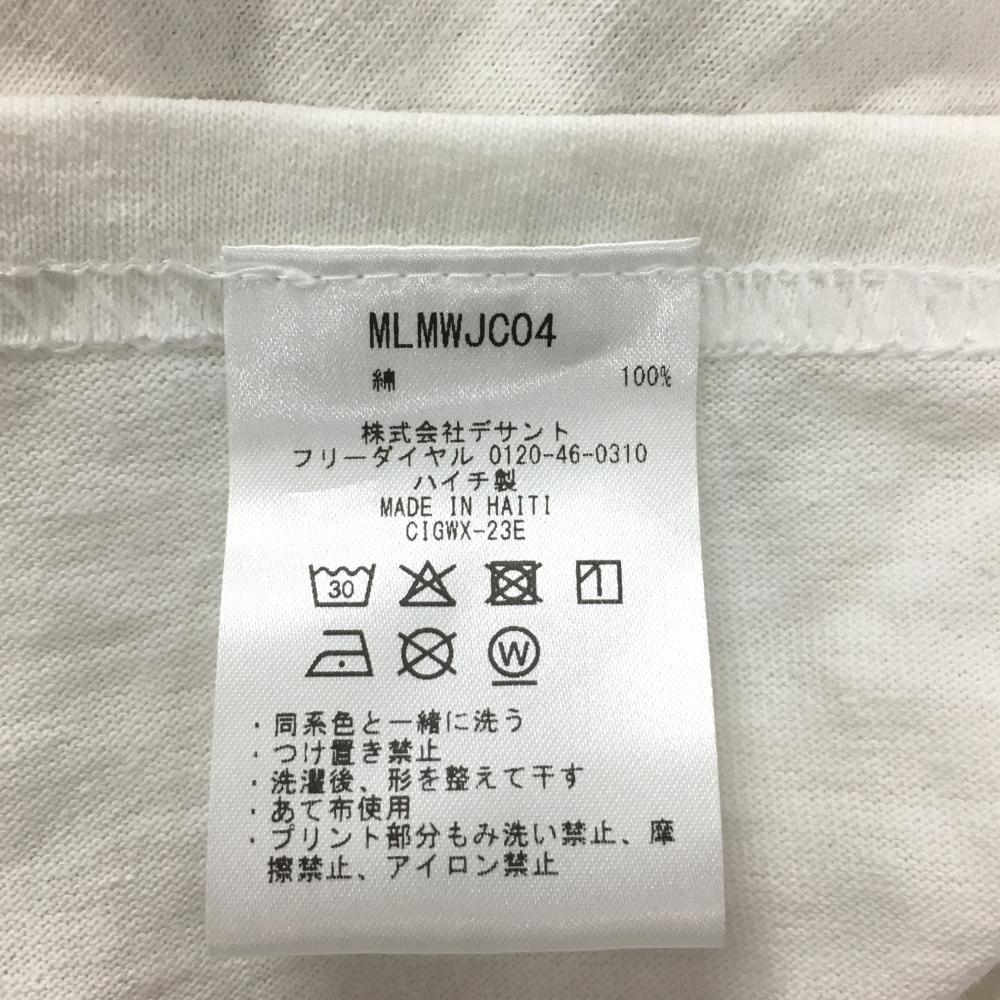 MLMWJC04
綿 100%
株式会社デサント
フリーダイヤル 0120-46-0310
ハイチ製
MADE IN HAITI
CIGWX-23E
30
W
・同系色と一緒に洗う
・つけ置き禁止
・洗濯後、形を整えて干す
・あて布使用
・プリント部分もみ洗い禁止、摩
擦禁止、アイロン禁止